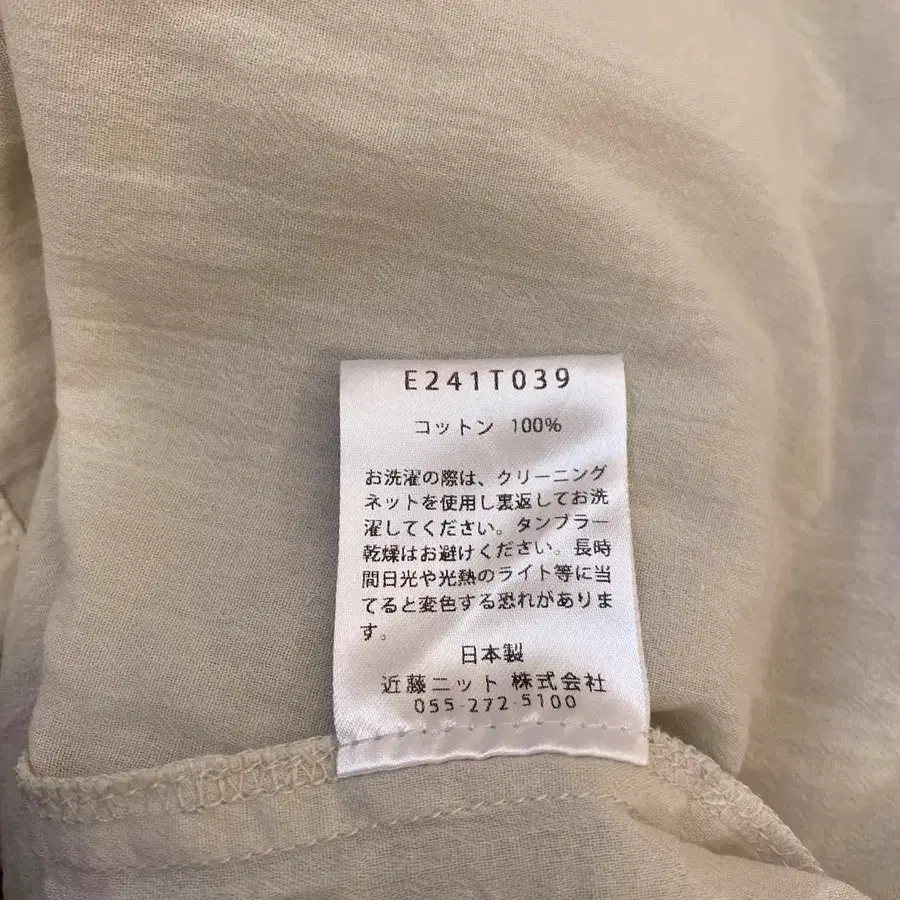 E241T039
コットン 100%
お洗濯の際は、クリーニング
ネットを使用し裏返してお洗
濯してください。タンブラー
乾燥はお避けください。長時
間日光や光熱のライト等に当
てると変色する恐れがありま
す。
日本製
近藤ニット 株式会社
055-272-5100